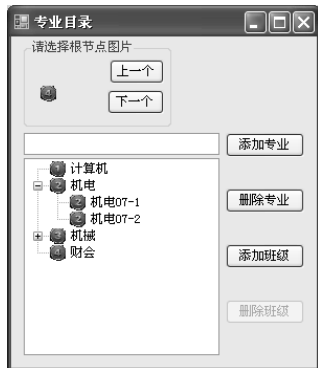 专业目录
请选择根节点图片
上一个
下一个
添加专业
计算机
机电
机电07-1
机电07-2
机械
财会
删除专业
添加班级
删除班级